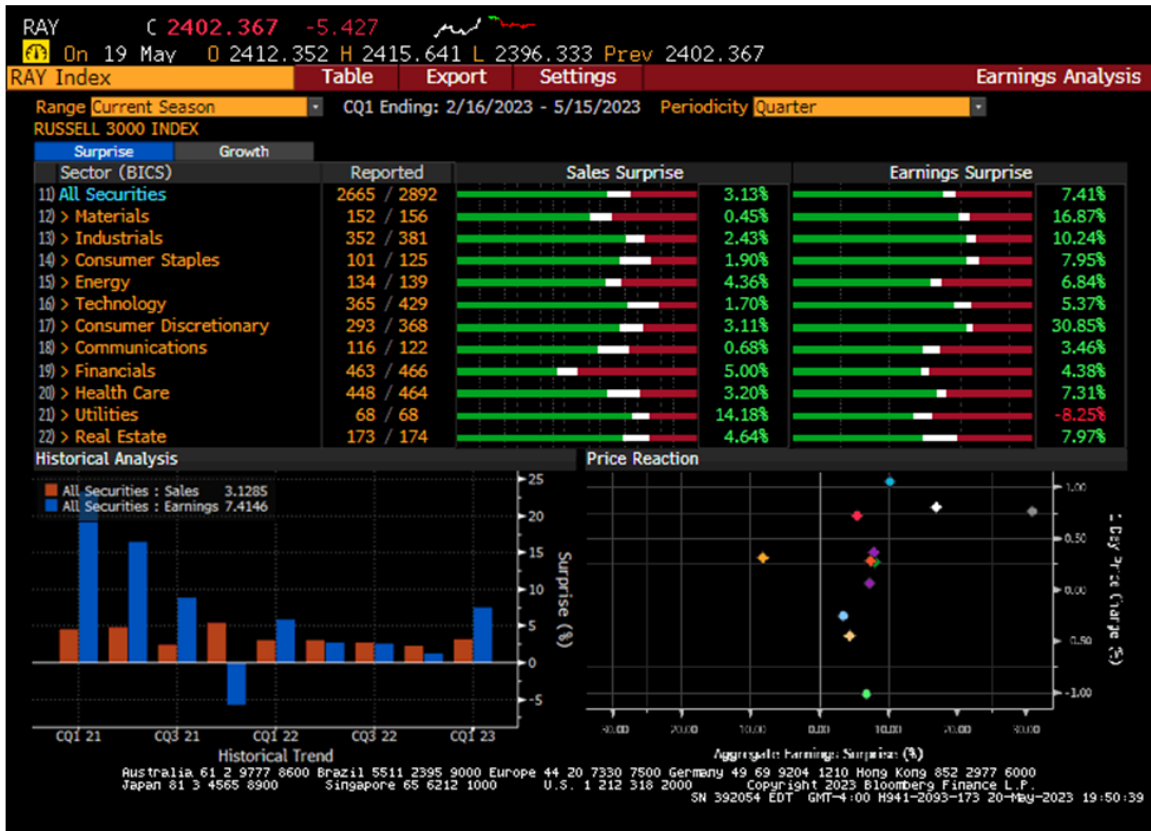 RAY C 2402.367 -5.427
On 19 May O 2412.352 H 2415.641 L 2396.333 Prev 2402.367
RAY Index Table Export Settings Earnings Analysis
Range Current Season CQ1 Ending: 2/16/2023 - 5/15/2023 Periodicity Quarter
RUSSELL 3000 INDEX
Surprise Growth
Sector (BICS) Reported Sales Surprise Earnings Surprise
11) All Securities 2665 / 2892 3.13% 7.41%
12) > Materials 152 / 156 0.45% 16.87%
13) > Industrials 352 / 381 2.43% 10.24%
14) > Consumer Staples 101 / 125 1.90% 7.95%
15) > Energy 134 / 139 4.36% 6.84%
16) > Technology 365 / 429 1.70% 5.37%
17) > Consumer Discretionary 293 / 368 3.11% 30.85%
18) > Communications 116 / 122 0.68% 3.46%
19) > Financials 463 / 466 5.00% 4.38%
20) > Health Care 448 / 464 3.20% 7.31%
21) > Utilities 68 / 68 14.18% -8.25%
22) > Real Estate 173 / 174 4.64% 7.97%
Historical Analysis Price Reaction
All Securities : Sales 3.1285
All Securities : Earnings 7.4146
25
20
15
10
5
0
-5
Surprise (%)
CQ1 21 CQ3 21 CQ1 22 CQ3 22 CQ1 23
Historical Trend
1.00
0.50
0.00
0.50
-1.00
Day Price Change (%)
30.00 20.00 10.00 0.00 10.00 20.00 30.00
Aggregate Earnings Surprise (%)
Australia 61 2 9777 8600 Brazil 5511 2395 9000 Europe 44 20 7330 7500 Germany 49 69 9204 1210 Hong Kong 852 2977 6000
Japan 81 3 4565 8900 Singapore 65 6212 1000 U.S. 1 212 318 2000 Copyright 2023 Bloomberg Finance L.P.
SN 392054 EDT GMT-4:00 H941-2093-173 20-May-2023 19:50:39